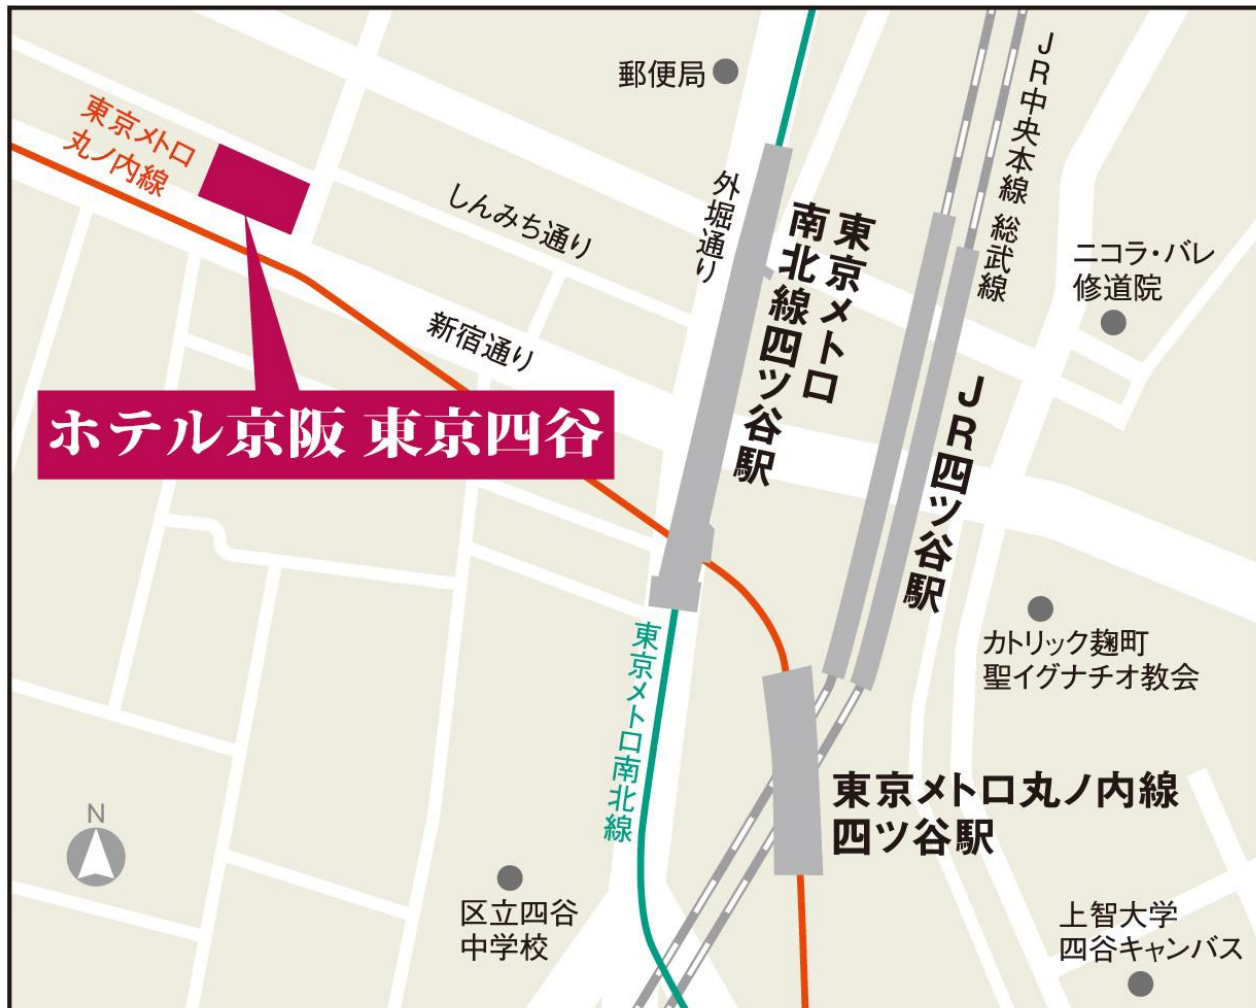 郵便局
JR中央本線 総武線
東京メトロ
丸ノ内線
外堀通り
しんみち通り
東京メトロ
南北線四ツ谷駅
ニコラ・バレ
修道院
新宿通り
ホテル京阪 東京四谷
JR四ツ谷駅
カトリック麹町
聖イグナチオ教会
東京メトロ南北線
東京メトロ丸ノ内線
四ツ谷駅
N
区立四谷
中学校
上智大学
四谷キャンバス